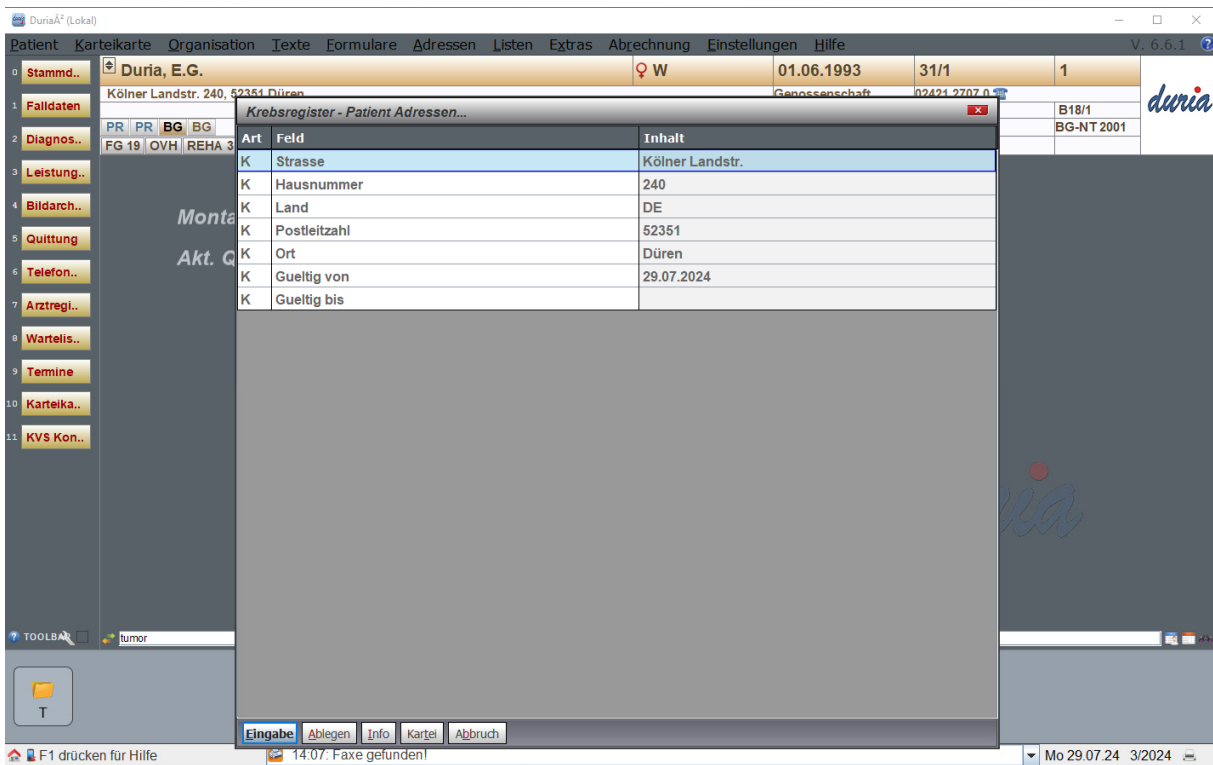 DuriaÂ² (Lokal)
Patient Karteikarte Organisation Texte Formulare Adressen Listen Extras Abrechnung Einstellungen Hilfe V. 6.6.1 ?
0 Stammd.. Duria, E.G. ♀ W 01.06.1993 31/1 1
Kölner Landstr. 240, 52351 Düren Genossenschaft 02421 2707 0
duria
1 Falldaten B18/1
PR PR BG BG BG-NT 2001
2 Diagnos.. FG 19 OVH REHA 3
3 Leistung..
4 Bildarch..
5 Quittung
6 Telefon..
7 Arztregi..
8 Wartelis..
9 Termine
10 Karteika..
11 KVS Kon..
Monta
Akt. Q
Krebsregister - Patient Adressen...
Art Feld Inhalt
K Strasse Kölner Landstr.
K Hausnummer 240
K Land DE
K Postleitzahl 52351
K Ort Düren
K Gueltig von 29.07.2024
K Gueltig bis
? TOOLBAR tumor
T
Eingabe Ablegen Info Kartei Abbruch
F1 drücken für Hilfe 14:07: Faxe gefunden! Mo 29.07.24 3/2024